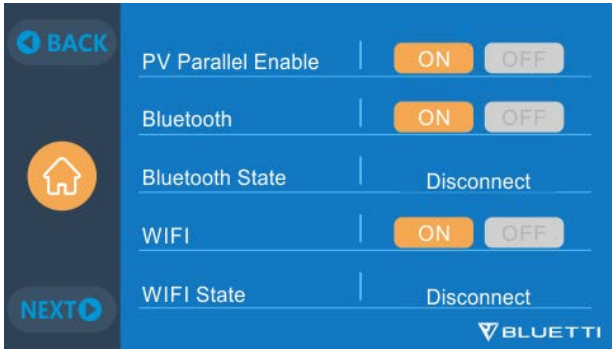 BACK
PV Parallel Enable ON OFF
Bluetooth ON OFF
Bluetooth State Disconnect
WIFI ON OFF
WIFI State Disconnect
NEXT
BLUETTI